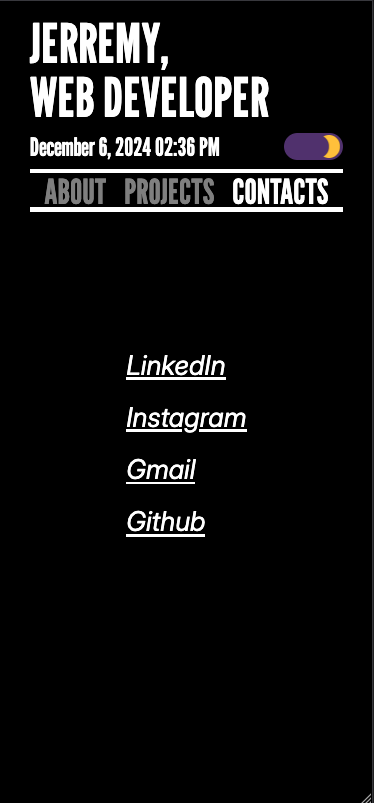 JERREMY,
WEB DEVELOPER
December 6, 2024 02:36 PM
ABOUT PROJECTS CONTACTS
LinkedIn
Instagram
Gmail
Github